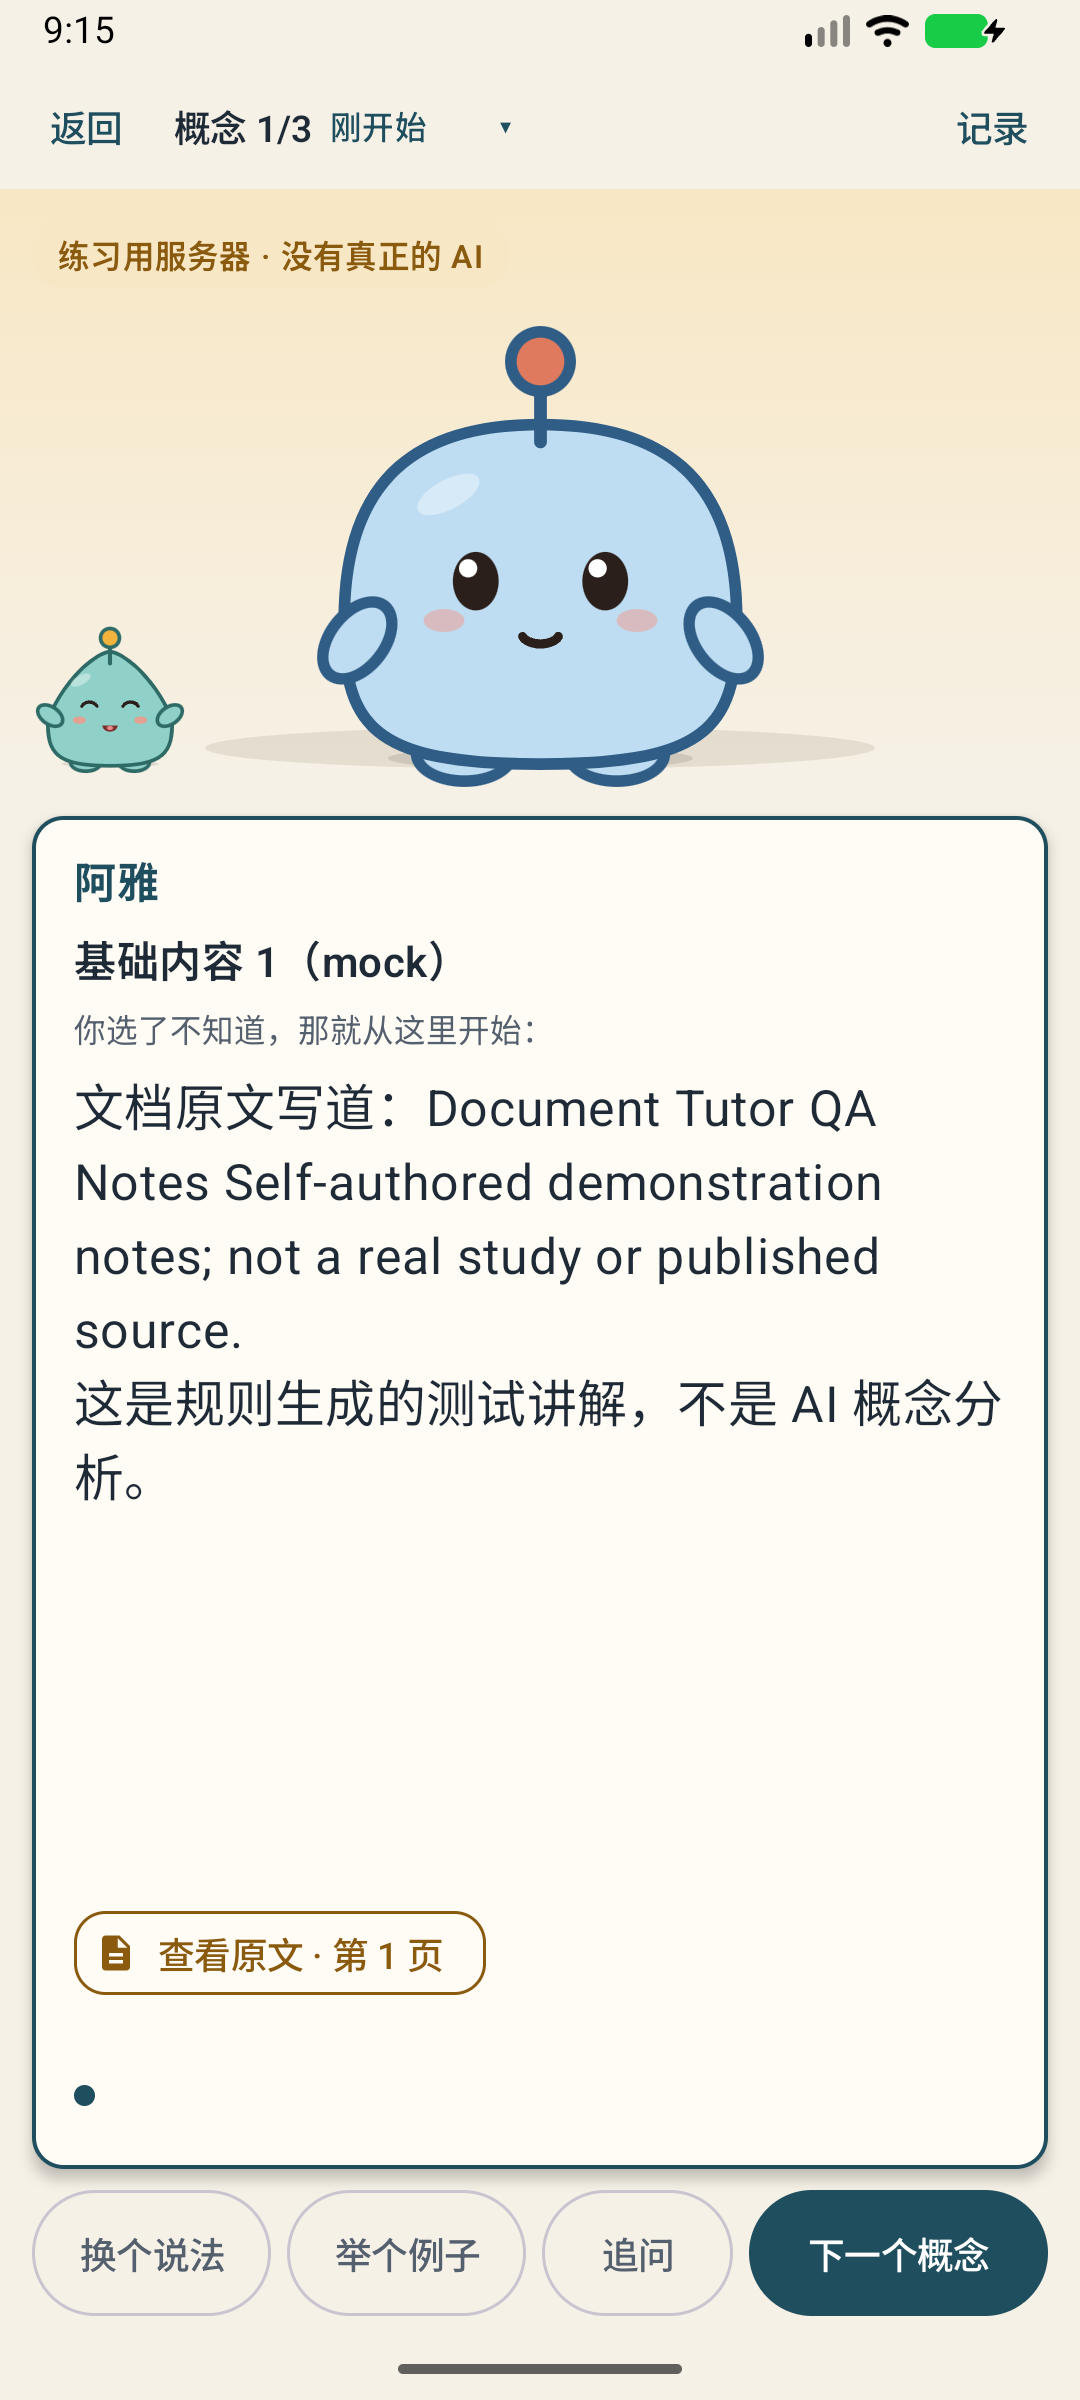 9:15
返回 概念 1/3 刚开始 ▼ 记录
练习用服务器 · 没有真正的 AI
阿雅
基础内容 1（mock）
你选了不知道，那就从这里开始：
文档原文写道：Document Tutor QA
Notes Self-authored demonstration
notes; not a real study or published
source.
这是规则生成的测试讲解，不是 AI 概念分
析。
查看原文 · 第 1 页
换个说法 举个例子 追问 下一个概念